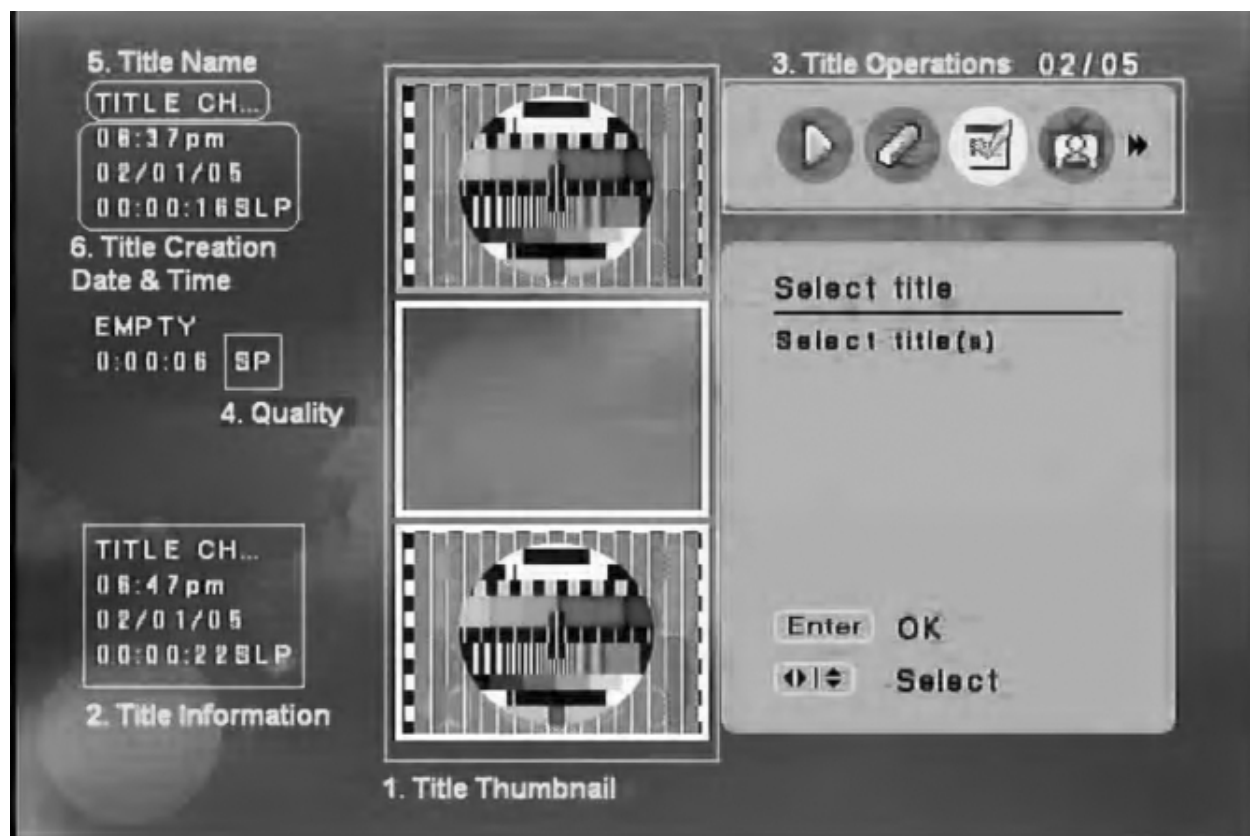 5. Title Name
TITLE CH...
06:37pm
02/01/05
00:00:16SLP
6. Title Creation
Date & Time
EMPTY
0:00:06 SP
4. Quality
TITLE CH...
06:47pm
02/01/05
00:00:22SLP
2. Title Information
1. Title Thumbnail
3. Title Operations 02/05
Select title
Select title(s)
Enter OK
Select